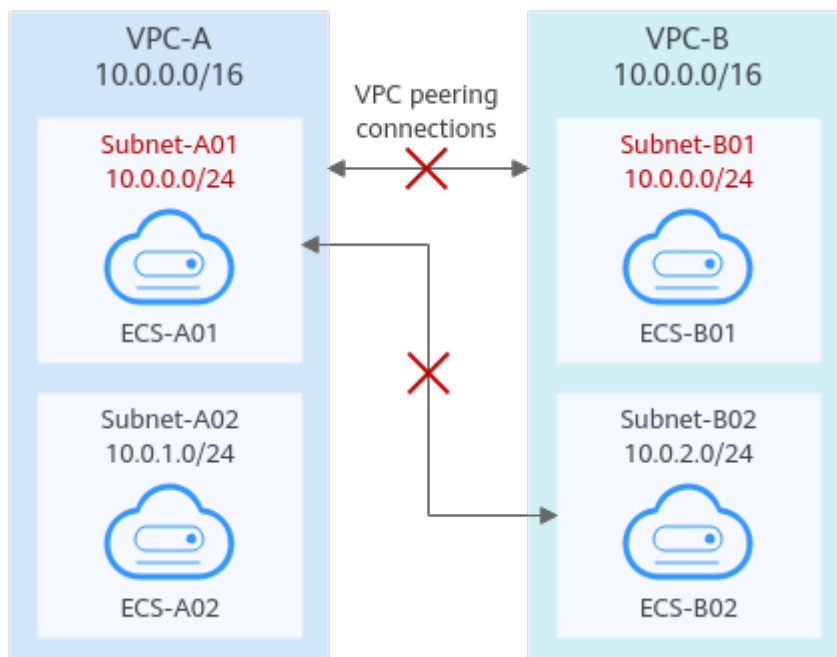 VPC-A
10.0.0.0/16
Subnet-A01
10.0.0.0/24
ECS-A01
Subnet-A02
10.0.1.0/24
ECS-A02
VPC peering
connections
VPC-B
10.0.0.0/16
Subnet-B01
10.0.0.0/24
ECS-B01
Subnet-B02
10.0.2.0/24
ECS-B02